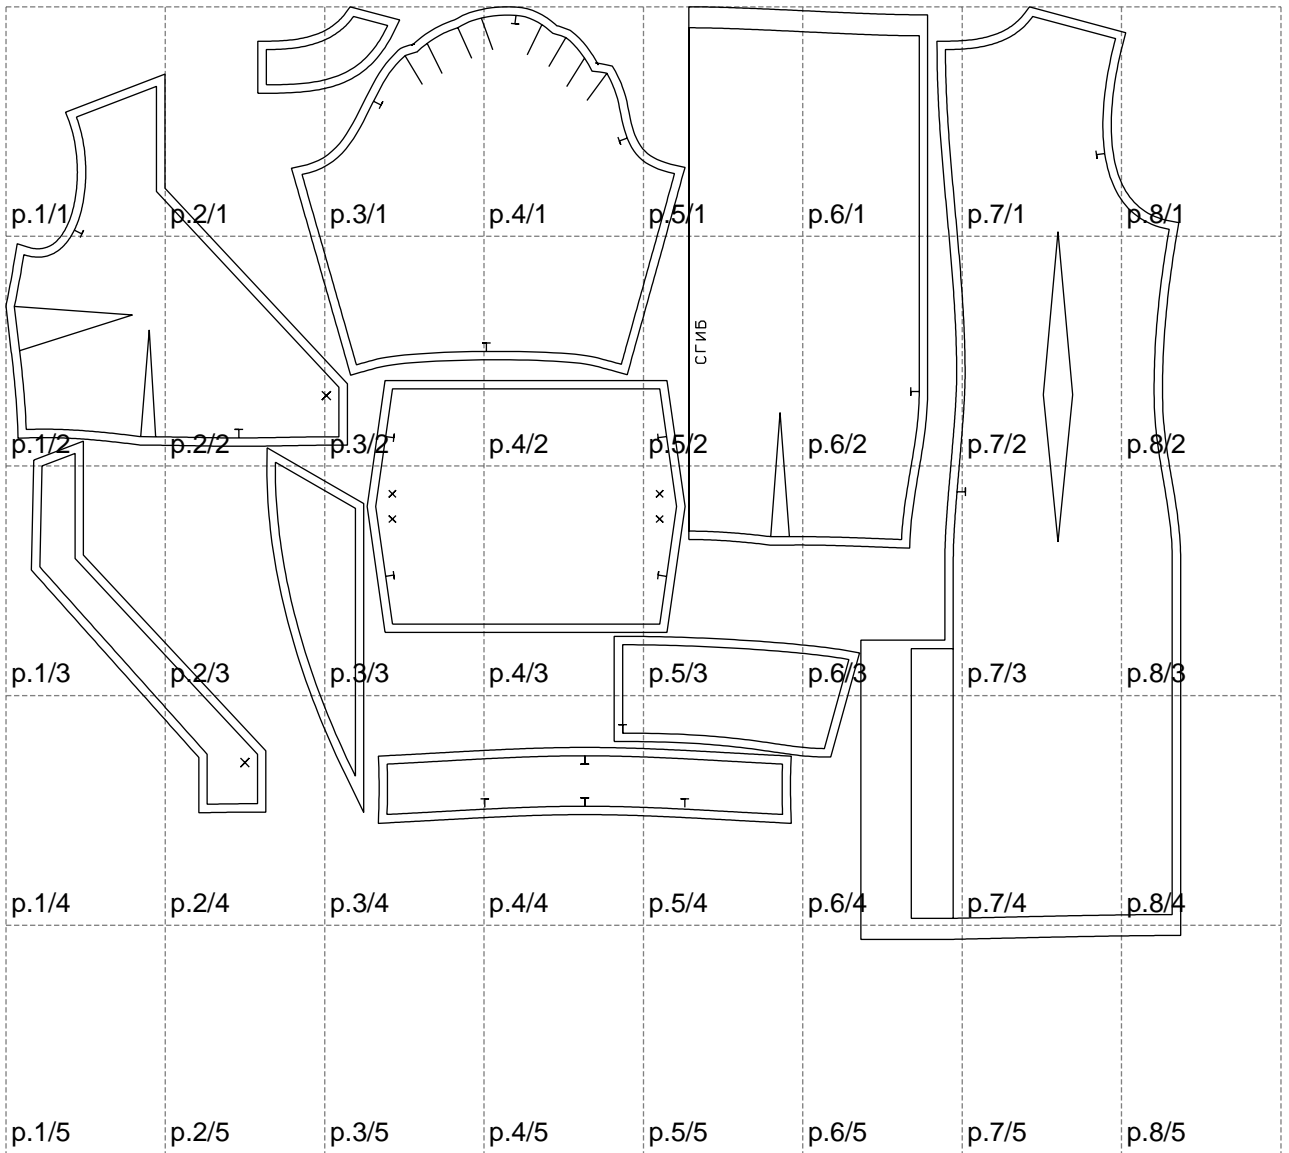 p.1/1 p.2/1 p.3/1 p.4/1 p.5/1 p.6/1 p.7/1 p.8/1
СГИБ
p.1/2 p.2/2 p.3/2 p.4/2 p.5/2 p.6/2 p.7/2 p.8/2
p.1/3 p.2/3 p.3/3 p.4/3 p.5/3 p.6/3 p.7/3 p.8/3
p.1/4 p.2/4 p.3/4 p.4/4 p.5/4 p.6/4 p.7/4 p.8/4
p.1/5 p.2/5 p.3/5 p.4/5 p.5/5 p.6/5 p.7/5 p.8/5